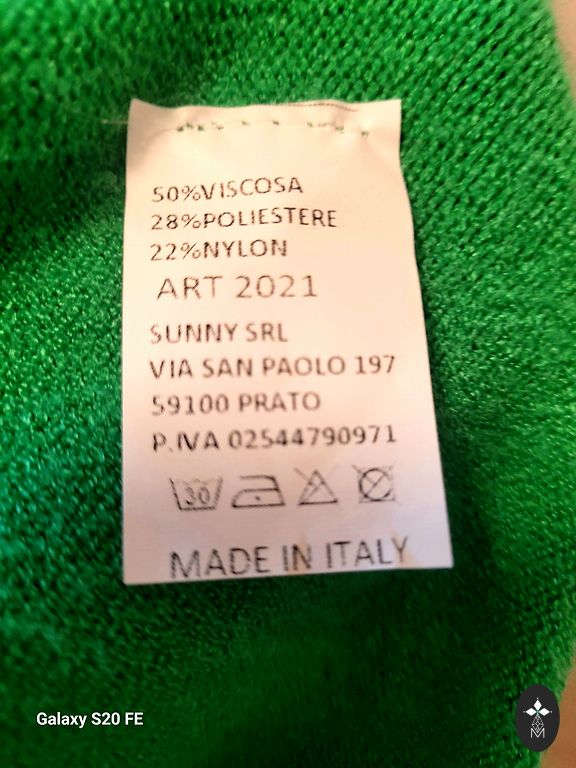 50%VISCOSA
28%POLIESTERE
22%NYLON
ART 2021
SUNNY SRL
VIA SAN PAOLO 197
59100 PRATO
P.IVA 02544790971
30
MADE IN ITALY
Galaxy S20 FE